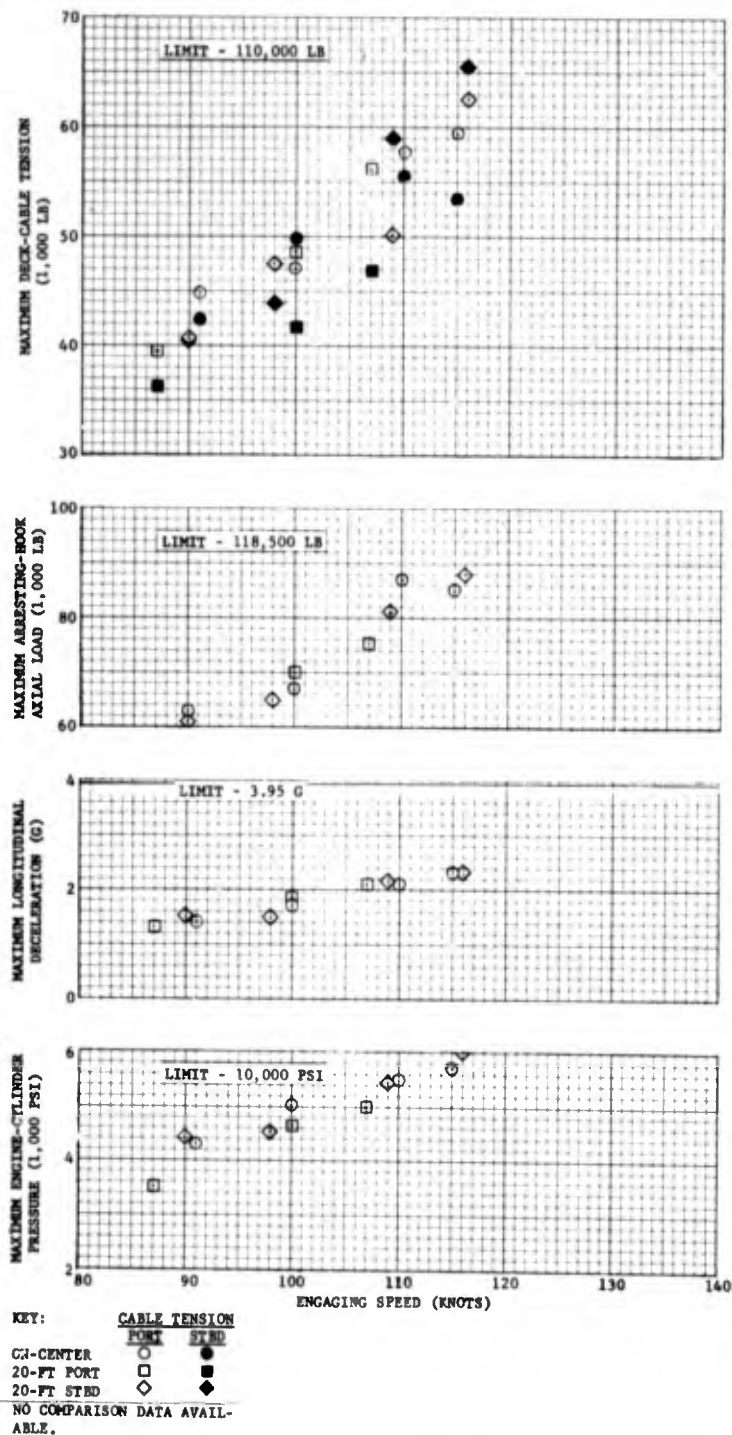 70
LIMIT - 110,000 LB
60
50
40
30
MAXIMUM DECK-CABLE TENSION
(1,000 LB)
100
LIMIT - 118,500 LB
80
60
MAXIMUM ARRESTING-HOOK
AXIAL LOAD (1,000 LB)
4
LIMIT - 3.95 G
2
0
MAXIMUM LONGITUDINAL
DECELERATION (G)
6
LIMIT - 10,000 PSI
4
2
MAXIMUM ENGINE-CYLINDER
PRESSURE (1,000 PSI)
80 90 100 110 120 130 140
ENGAGING SPEED (KNOTS)
KEY: CABLE TENSION
PORT STBD
ON-CENTER
20-FT PORT
20-FT STBD
NO COMPARISON DATA AVAIL-
ABLE.